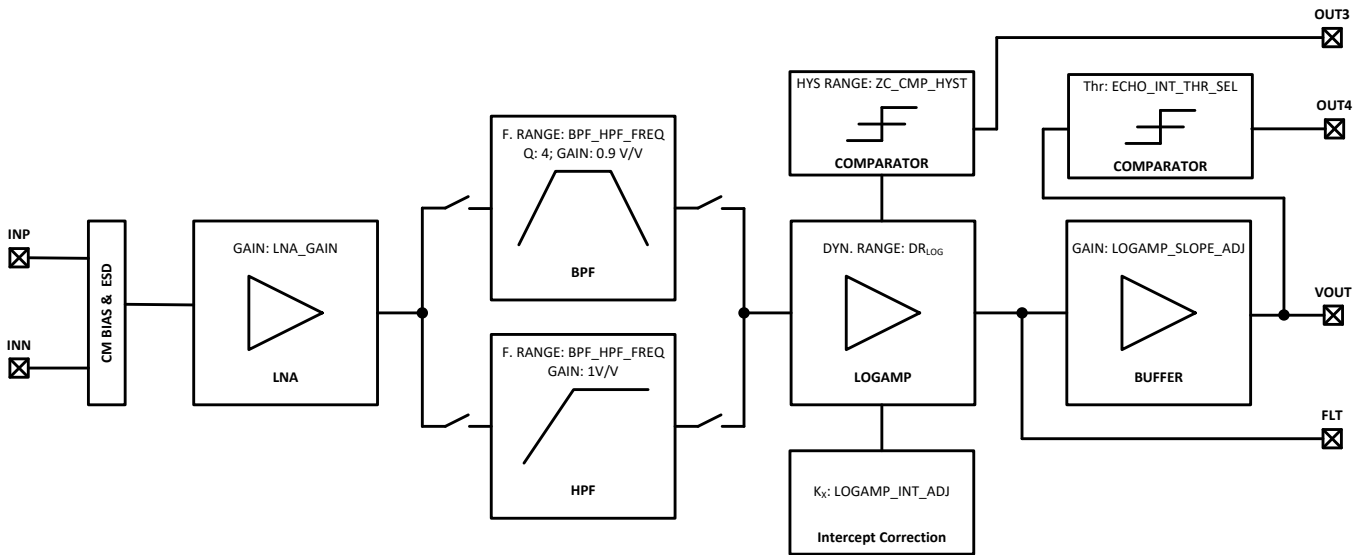 OUT3
HYS RANGE: ZC_CMP_HYST
COMPARATOR
Thr: ECHO_INT_THR_SEL
COMPARATOR
OUT4
F. RANGE: BPF_HPF_FREQ
Q: 4; GAIN: 0.9 V/V
BPF
INP
INN
CM BIAS & ESD
GAIN: LNA_GAIN
LNA
DYN. RANGE: DRLOG
LOGAMP
GAIN: LOGAMP_SLOPE_ADJ
BUFFER
VOUT
F. RANGE: BPF_HPF_FREQ
GAIN: 1V/V
HPF
FLT
KX: LOGAMP_INT_ADJ
Intercept Correction